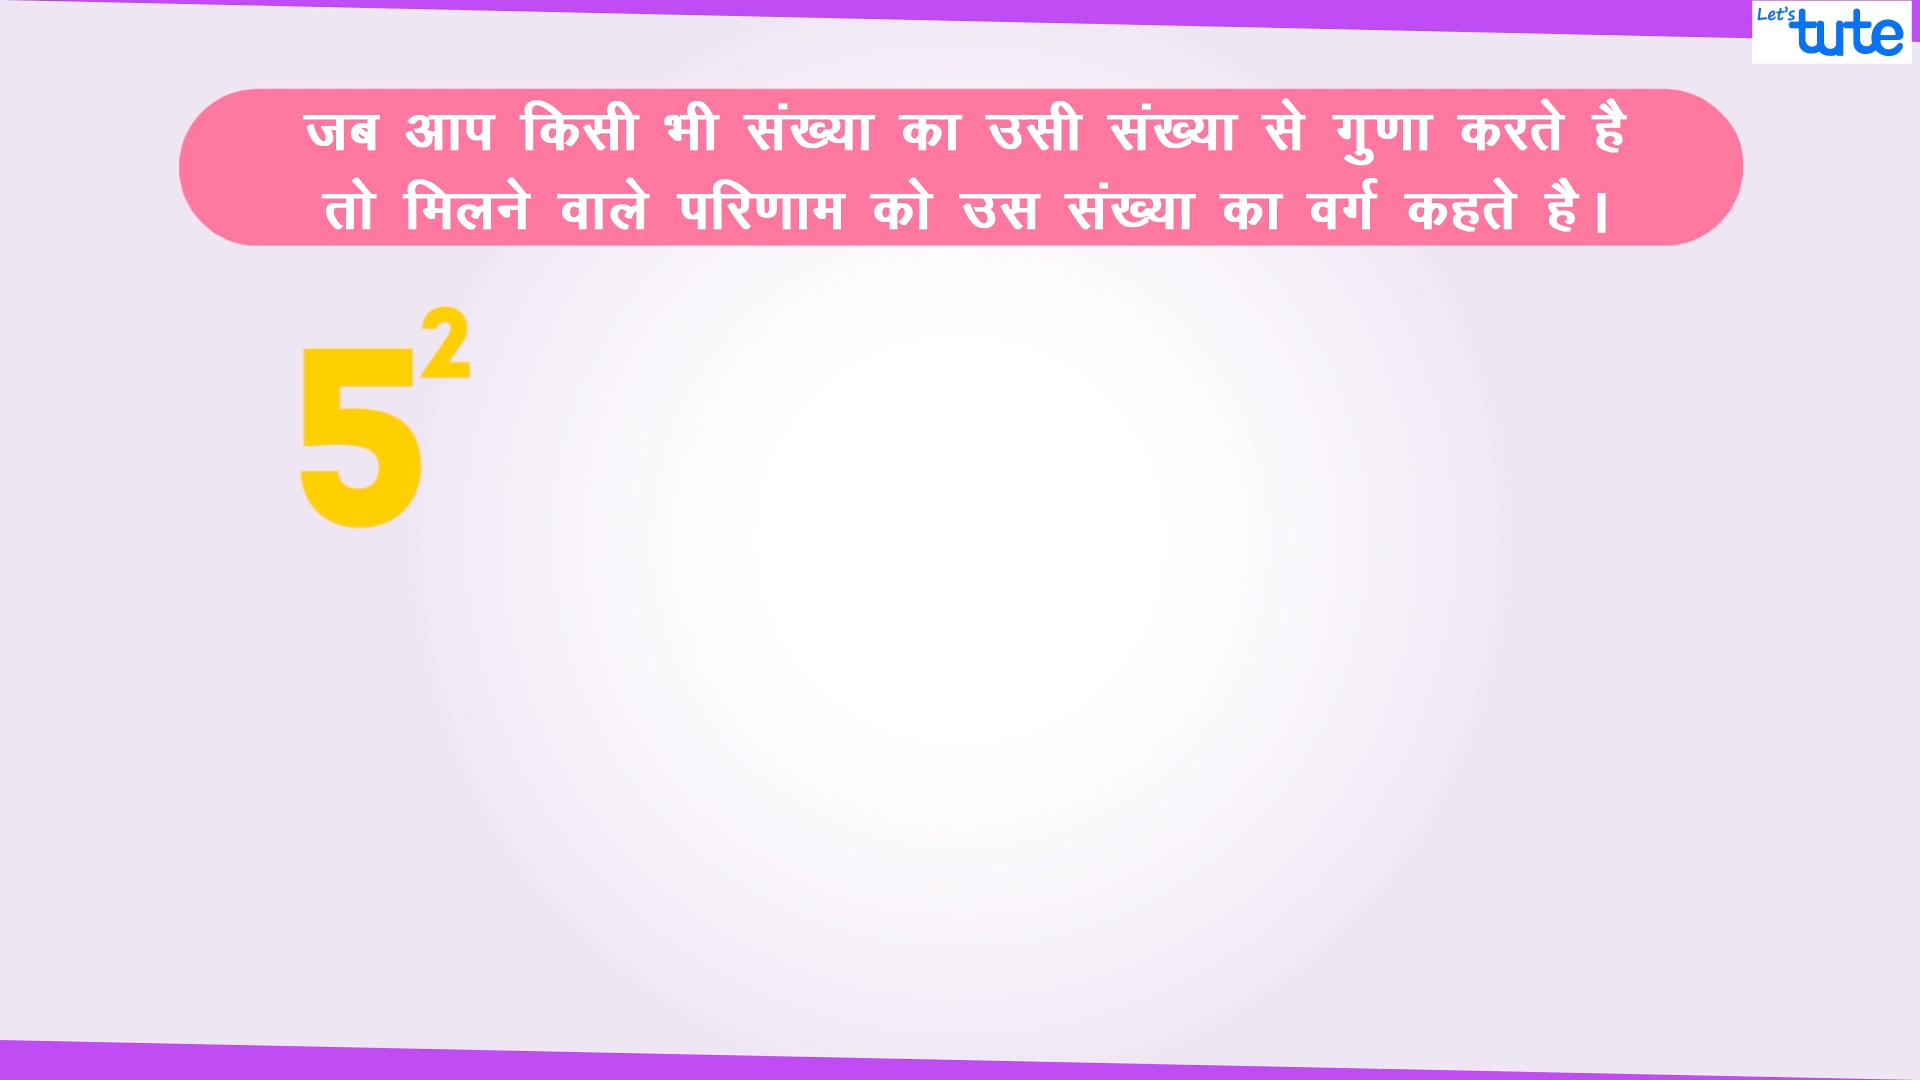 Let's tute
जब आप किसी भी संख्या का उसी संख्या से गुणा करते है
तो मिलने वाले परिणाम को उस संख्या का वर्ग कहते है।
5²